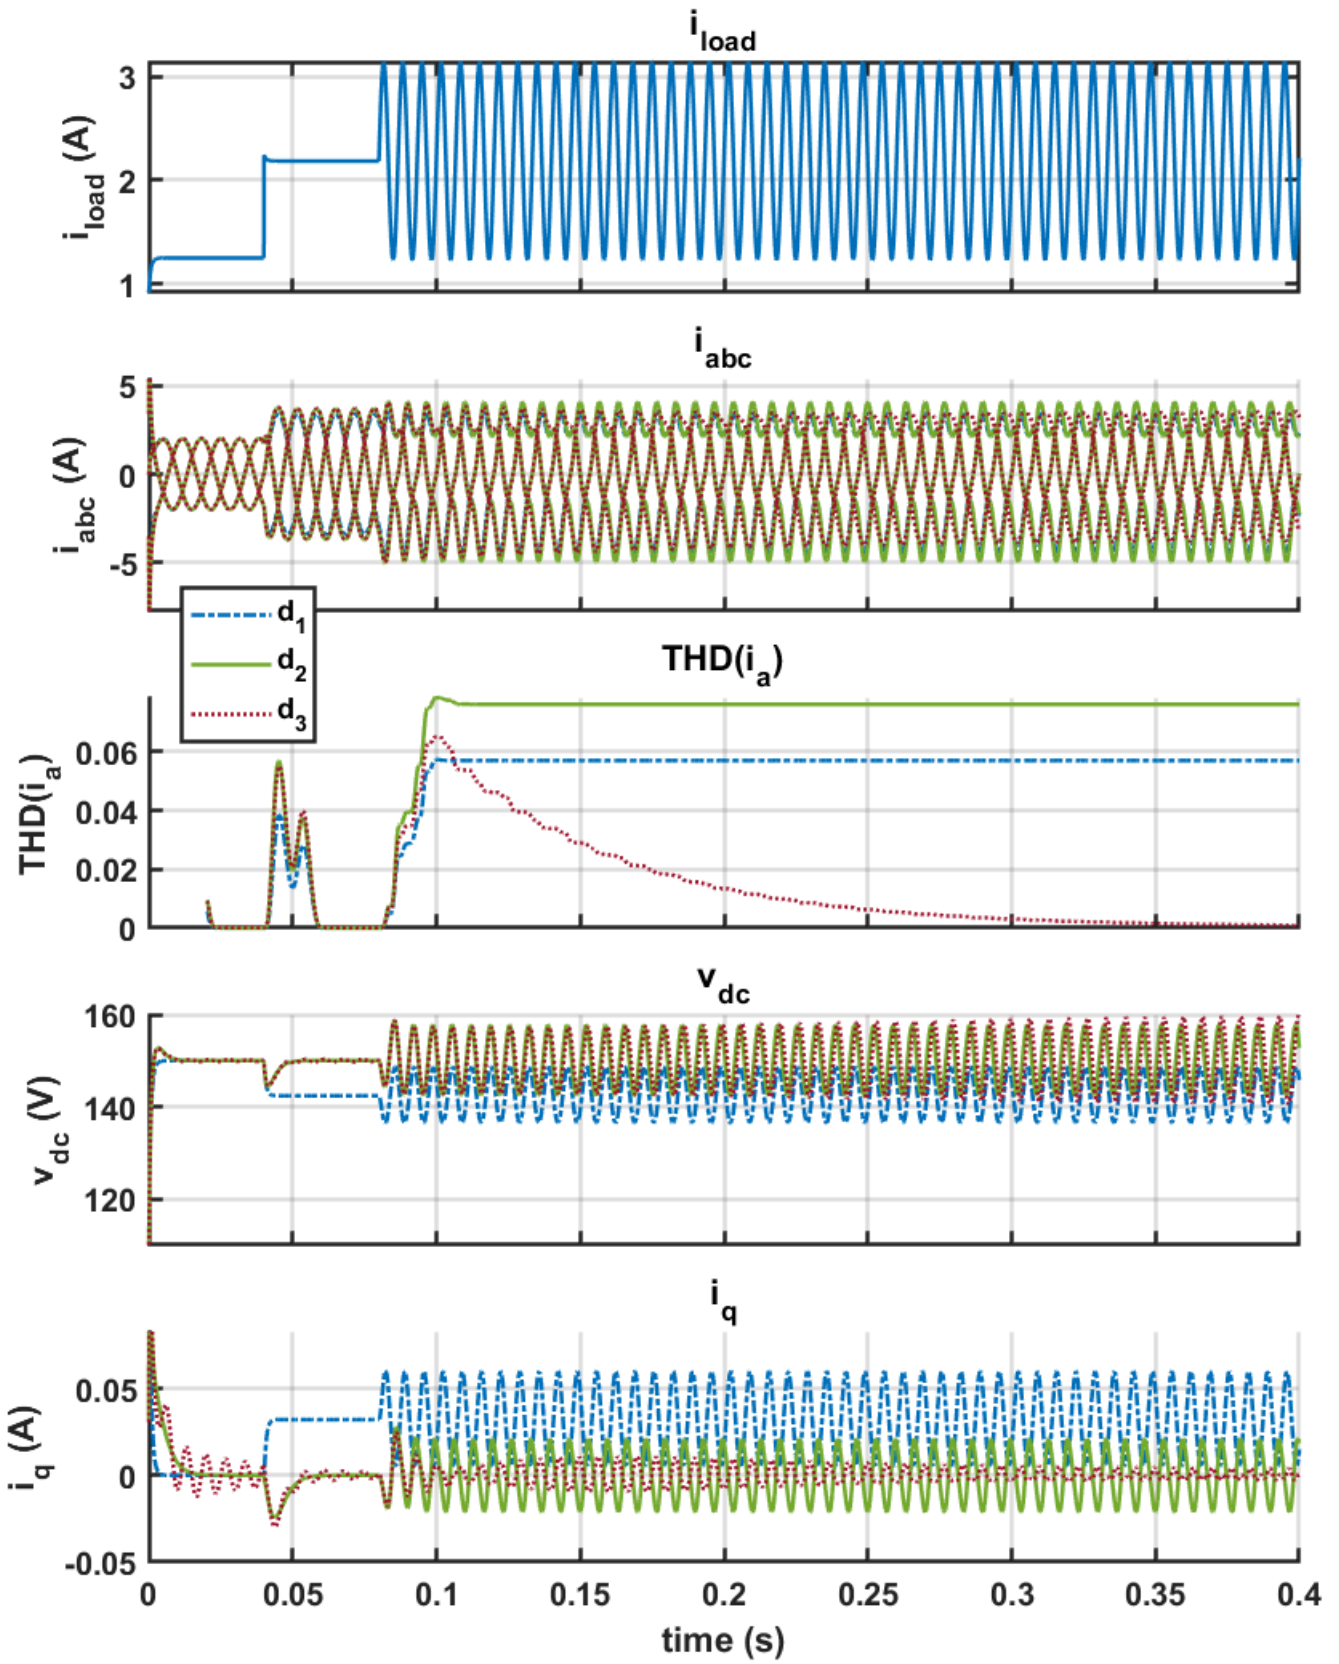 i_load
i_load (A)
3
2
1
i_abc
i_abc (A)
5
0
-5
d_1
d_2
d_3
THD(i_a)
THD(i_a)
0.06
0.04
0.02
0
v_dc
v_dc (V)
160
140
120
i_q
i_q (A)
0.05
0
-0.05
0 0.05 0.1 0.15 0.2 0.25 0.3 0.35 0.4
time (s)